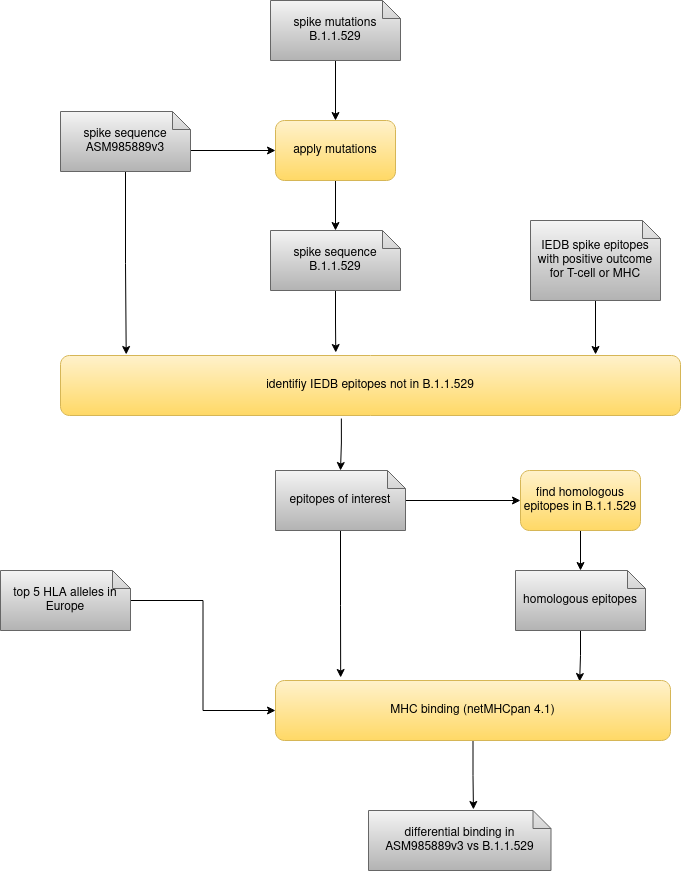 spike mutations
B.1.1.529
spike sequence
ASM985889v3
apply mutations
spike sequence
B.1.1.529
IEDB spike epitopes
with positive outcome
for T-cell or MHC
identifiy IEDB epitopes not in B.1.1.529
epitopes of interest
find homologous
epitopes in B.1.1.529
top 5 HLA alleles in
Europe
homologous epitopes
MHC binding (netMHCpan 4.1)
differential binding in
ASM985889v3 vs B.1.1.529